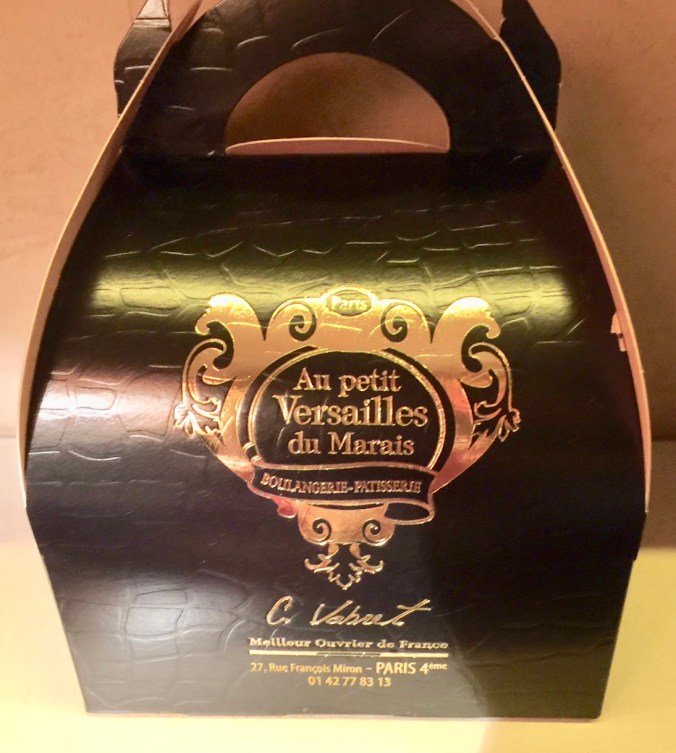 Paris
Au petit
Versailles
du Marais
BOULANGERIE-PATISSERIE
C. Vabret
Meilleur Ouvrier de France
27, Rue François Miron - PARIS 4ème
01 42 77 83 13